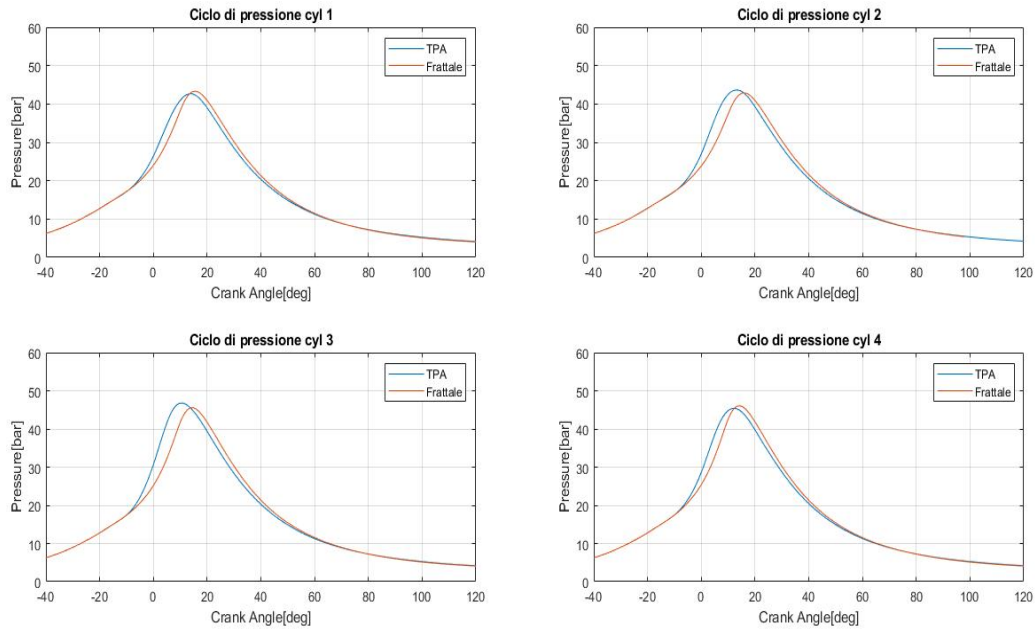 Ciclo di pressione cyl 1
60
50
40
30
20
10
0
Pressure[bar]
TPA
Frattale
-40 -20 0 20 40 60 80 100 120
Crank Angle[deg]
Ciclo di pressione cyl 2
60
50
40
30
20
10
0
Pressure[bar]
TPA
Frattale
-40 -20 0 20 40 60 80 100 120
Crank Angle[deg]
Ciclo di pressione cyl 3
60
50
40
30
20
10
0
Pressure[bar]
TPA
Frattale
-40 -20 0 20 40 60 80 100 120
Crank Angle[deg]
Ciclo di pressione cyl 4
60
50
40
30
20
10
0
Pressure[bar]
TPA
Frattale
-40 -20 0 20 40 60 80 100 120
Crank Angle[deg]